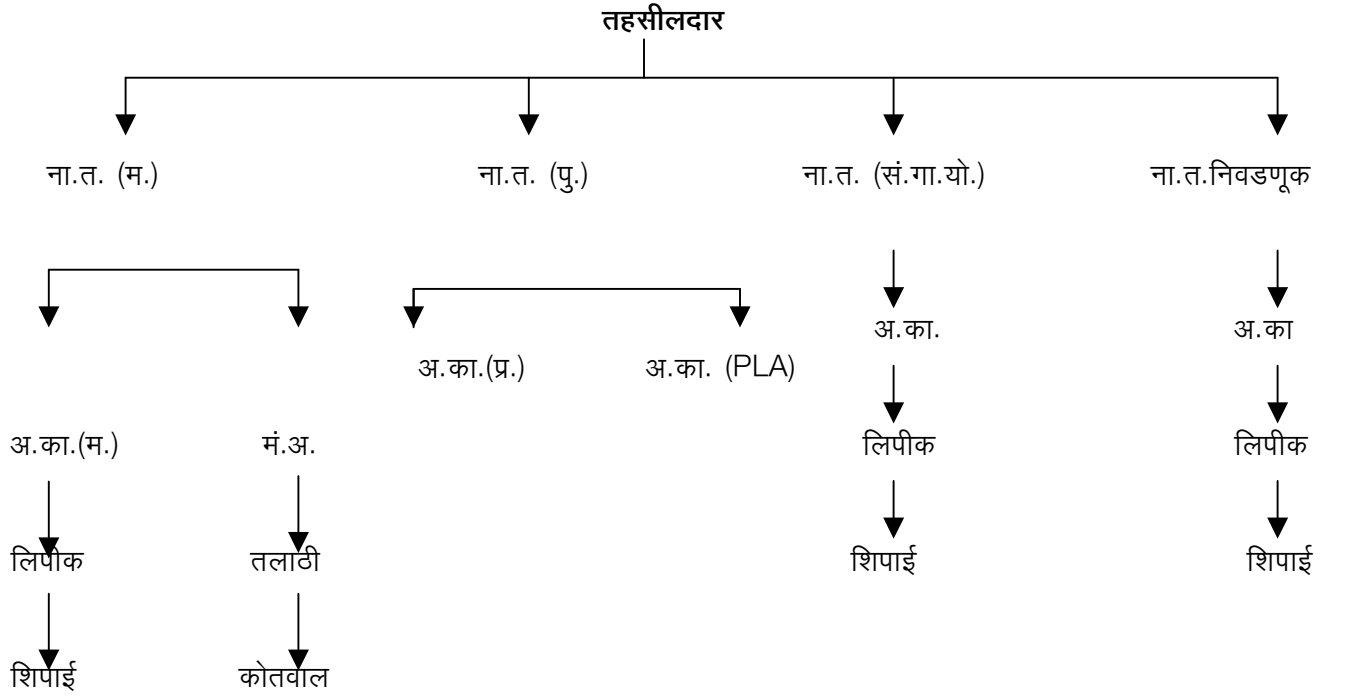 तहसीलदार
ना.त. (म.) ना.त. (पु.) ना.त. (सं.गा.यो.) ना.त.निवडणूक
अ.का. अ.का
अ.का.(प्र.) अ.का. (PLA)
अ.का.(म.) मं.अ. लिपीक लिपीक
लिपीक तलाठी शिपाई शिपाई
शिपाई कोतवाल